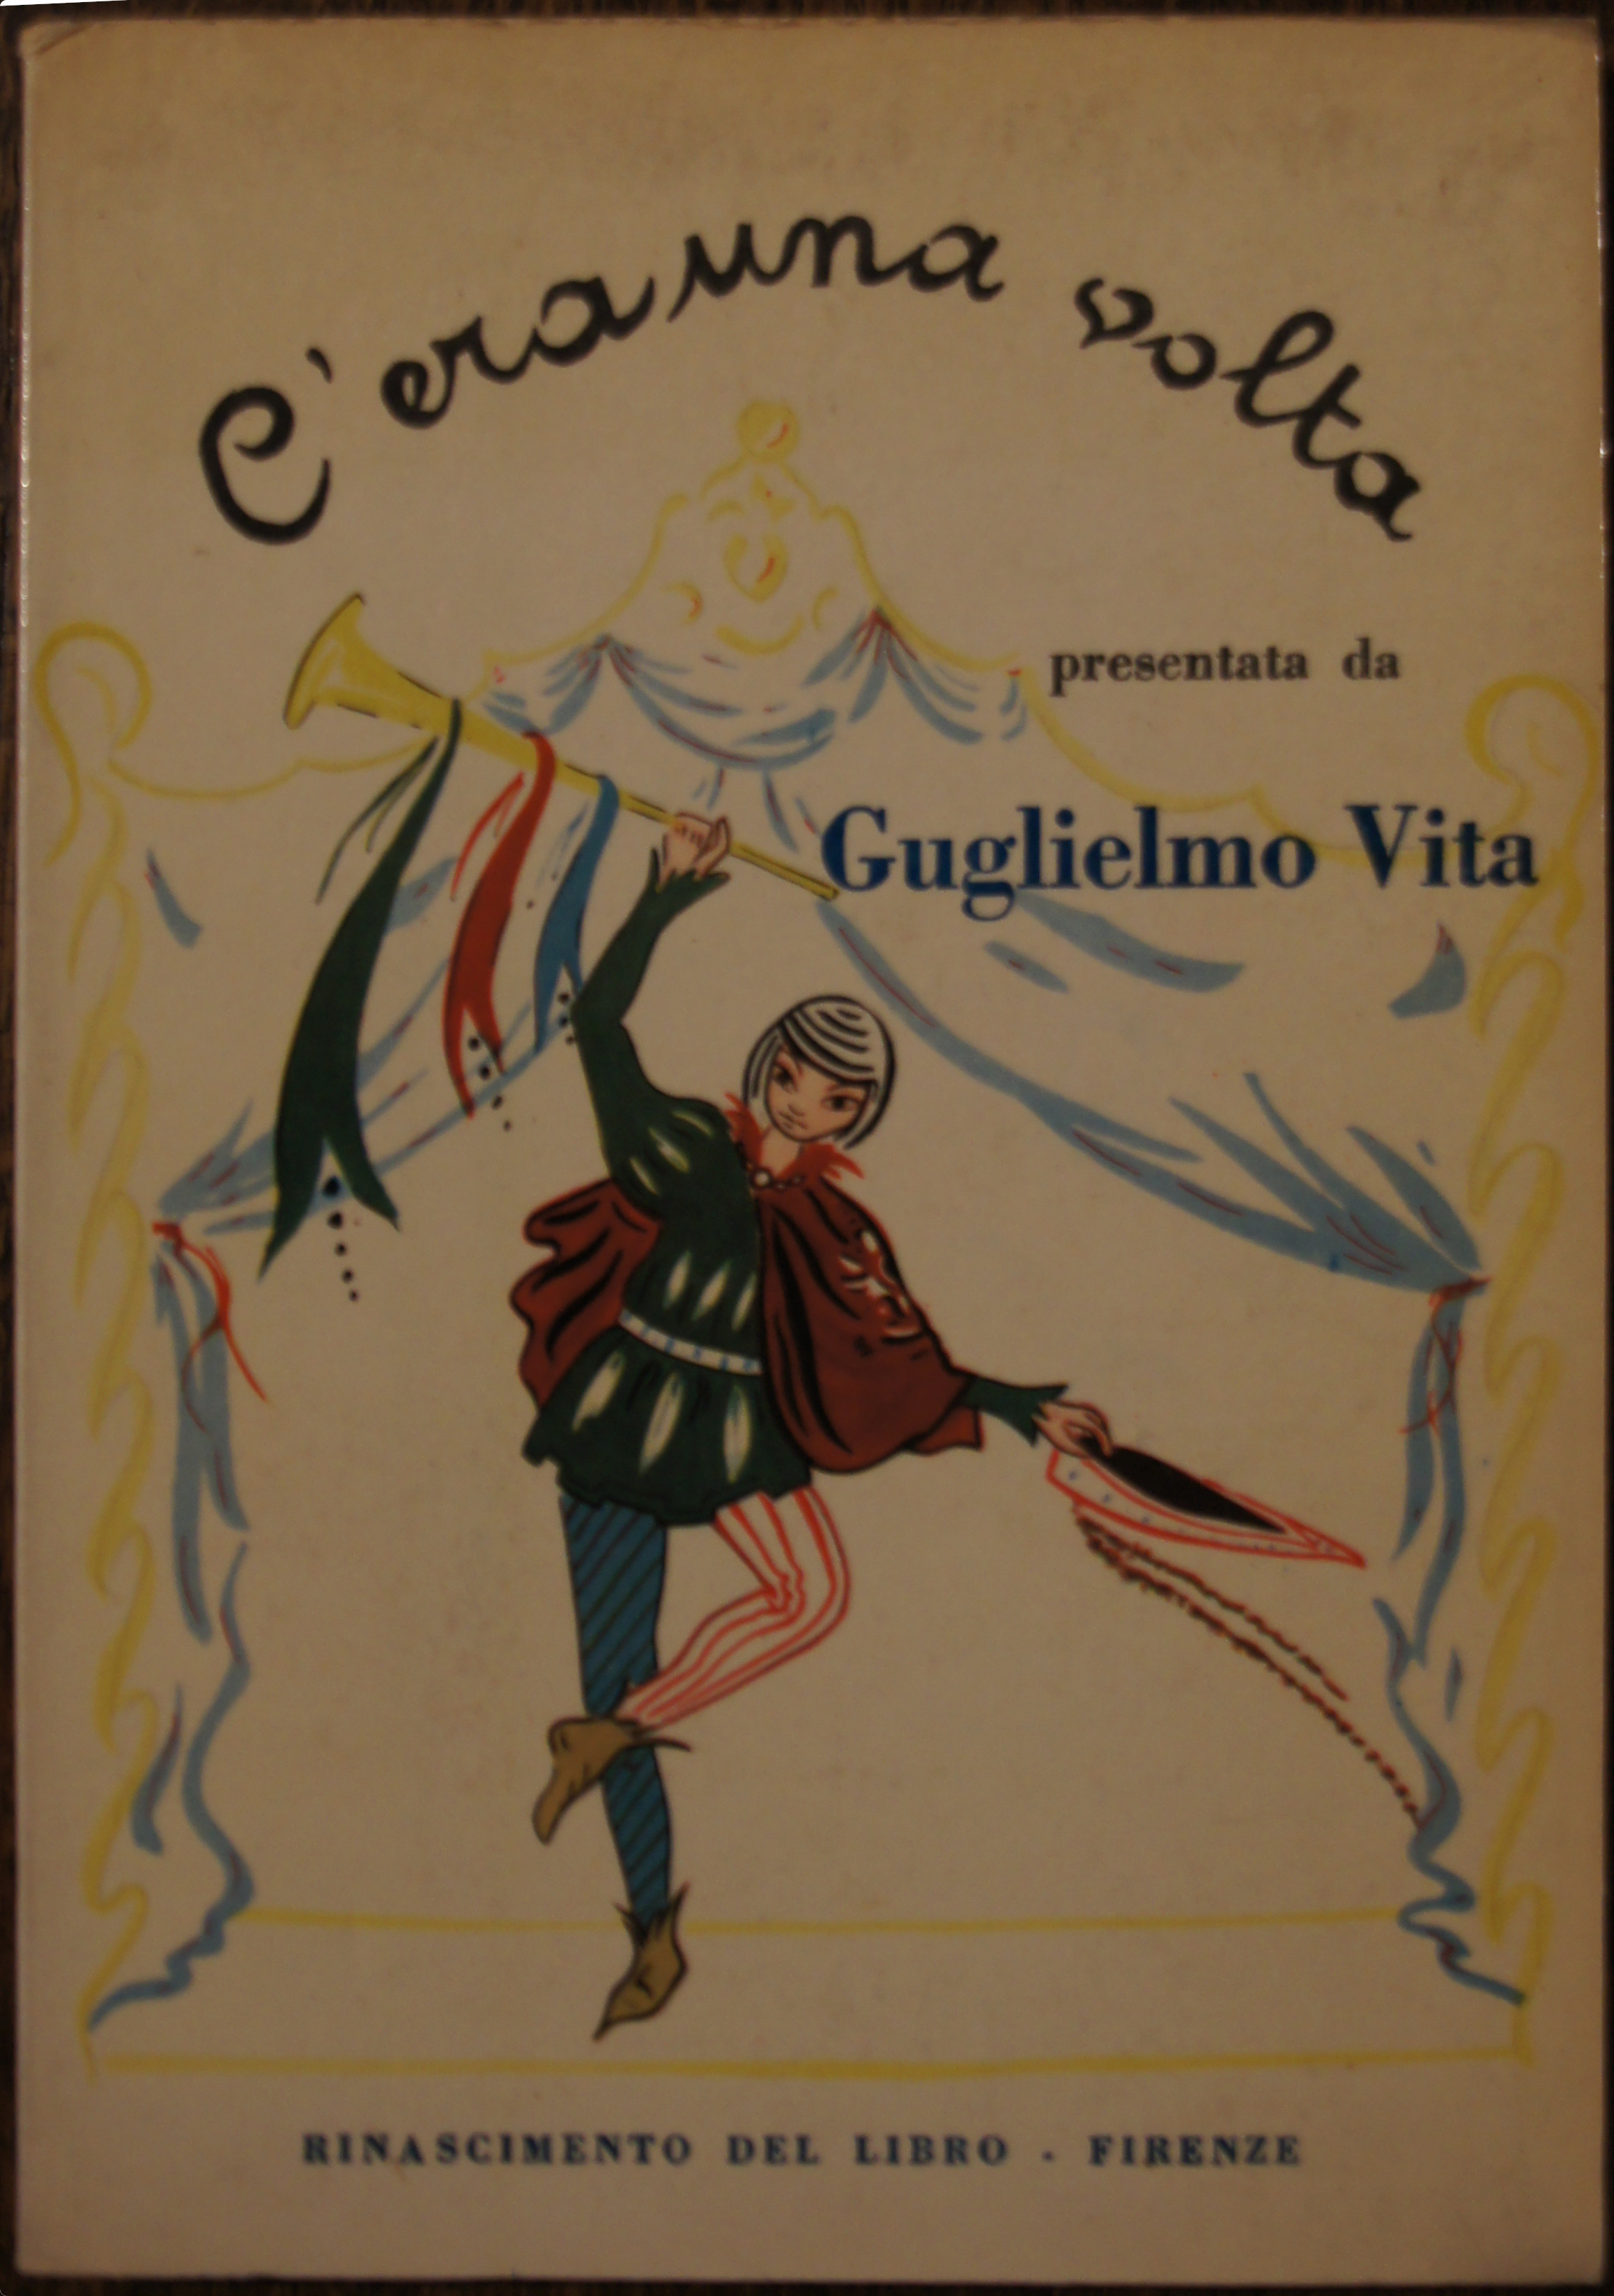 C'era una volta
presentata da
Guglielmo Vita
RINASCIMENTO DEL LIBRO - FIRENZE